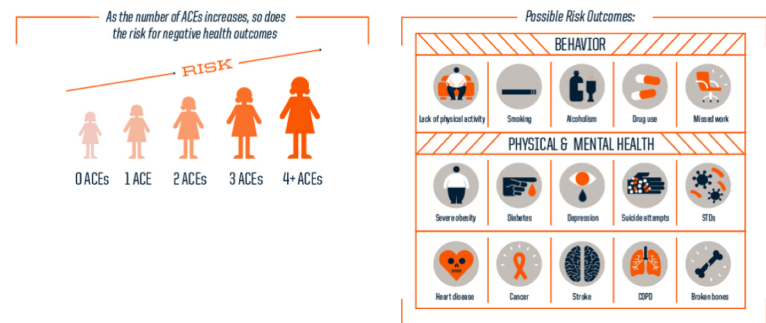 As the number of ACEs increases, so does
the risk for negative health outcomes
RISK
0 ACEs 1 ACE 2 ACEs 3 ACEs 4+ ACEs
Possible Risk Outcomes:
BEHAVIOR
Lack of physical activity Smoking Alcoholism Drug use Missed work
PHYSICAL & MENTAL HEALTH
Severe obesity Diabetes Depression Suicide attempts STDs
Heart disease Cancer Stroke COPD Broken bones